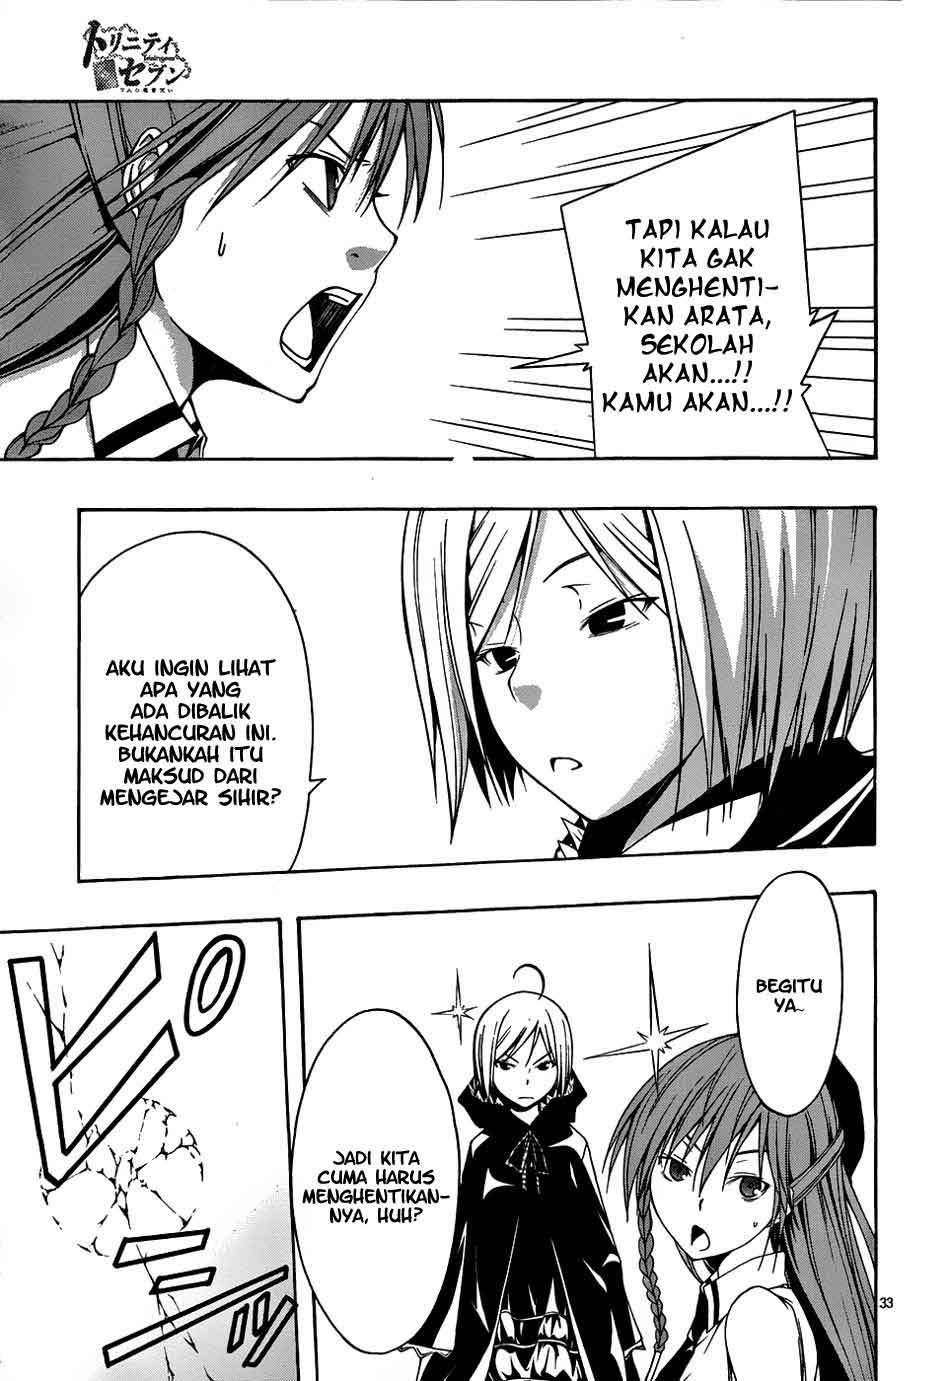 トリニティ
セブン
TAPI KALAU
KITA GAK
MENGHENTI-
KAN ARATA,
SEKOLAH
AKAN...!!
KAMU AKAN...!!
AKU INGIN LIHAT
APA YANG
ADA DIBALIK
KEHANCURAN INI.
BUKANKAH ITU
MAKSUD DARI
MENGEJAR SIHIR?
BEGITU
YA~
JADI KITA
CUMA HARUS
MENGHENTIKAN-
NYA, HUH?
ピ
33